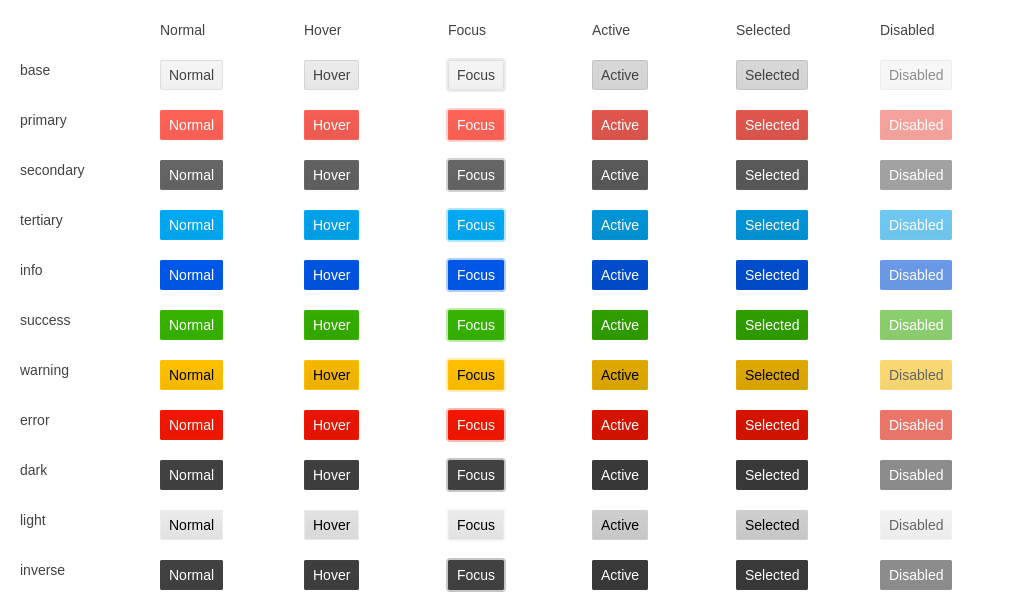 Normal Hover Focus Active Selected Disabled
base Normal Hover Focus Active Selected Disabled
primary Normal Hover Focus Active Selected Disabled
secondary Normal Hover Focus Active Selected Disabled
tertiary Normal Hover Focus Active Selected Disabled
info Normal Hover Focus Active Selected Disabled
success Normal Hover Focus Active Selected Disabled
warning Normal Hover Focus Active Selected Disabled
error Normal Hover Focus Active Selected Disabled
dark Normal Hover Focus Active Selected Disabled
light Normal Hover Focus Active Selected Disabled
inverse Normal Hover Focus Active Selected Disabled